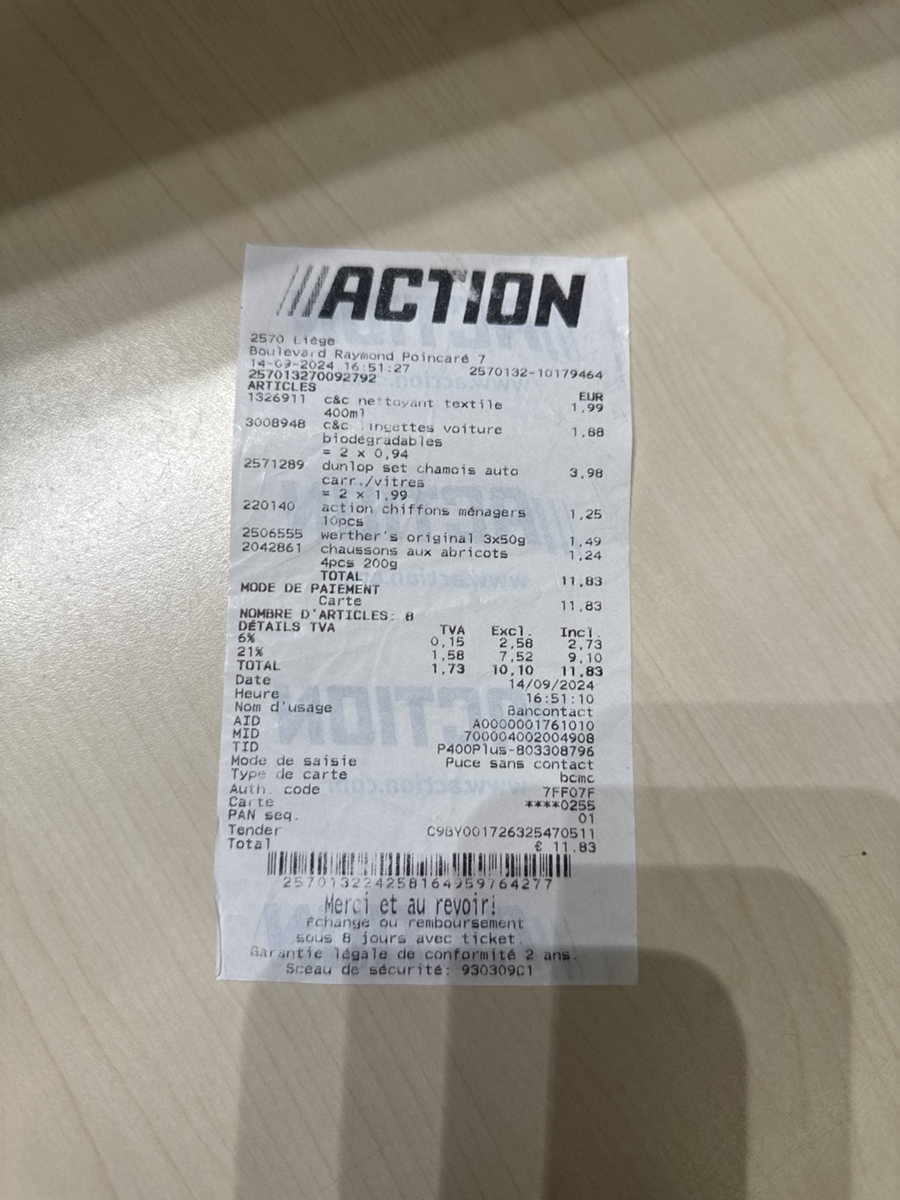 ACTION
2570 Liège
Boulevard Raymond Poincaré 7
14-09-2024 16:51:27 2570132-10179464
257013270092792
ARTICLES EUR
1326911 c&c nettoyant textile 1,99
400ml
3008948 c&c lingettes voiture 1,88
biodégradables
= 2 x 0,94
2571289 dunlop set chamois auto 3,98
carr./vitres
= 2 x 1,99
220140 action chiffons ménagers 1,25
10pcs
2506555 werther's original 3x50g 1,49
2042861 chaussons aux abricots 1,24
4pcs 200g
TOTAL 11,83
MODE DE PAIEMENT
Carte 11,83
NOMBRE D'ARTICLES: 8
DÉTAILS TVA TVA Excl. Incl.
6% 0,15 2,58 2,73
21% 1,58 7,52 9,10
TOTAL 1,73 10,10 11,83
Date 14/09/2024
Heure 16:51:10
Nom d'usage Bancontact
AID A0000001761010
MID 700004002004908
TID P400Plus-803308796
Mode de saisie Puce sans contact
Type de carte bcmc
Auth. code 7FF07F
Carte ****0255
PAN seq. 01
Tender C9BY001726325470511
Total € 11.83
257013224258164959764277
Merci et au revoir!
Échange ou remboursement
sous 8 jours avec ticket.
Garantie légale de conformité 2 ans.
Sceau de sécurité: 930309C1